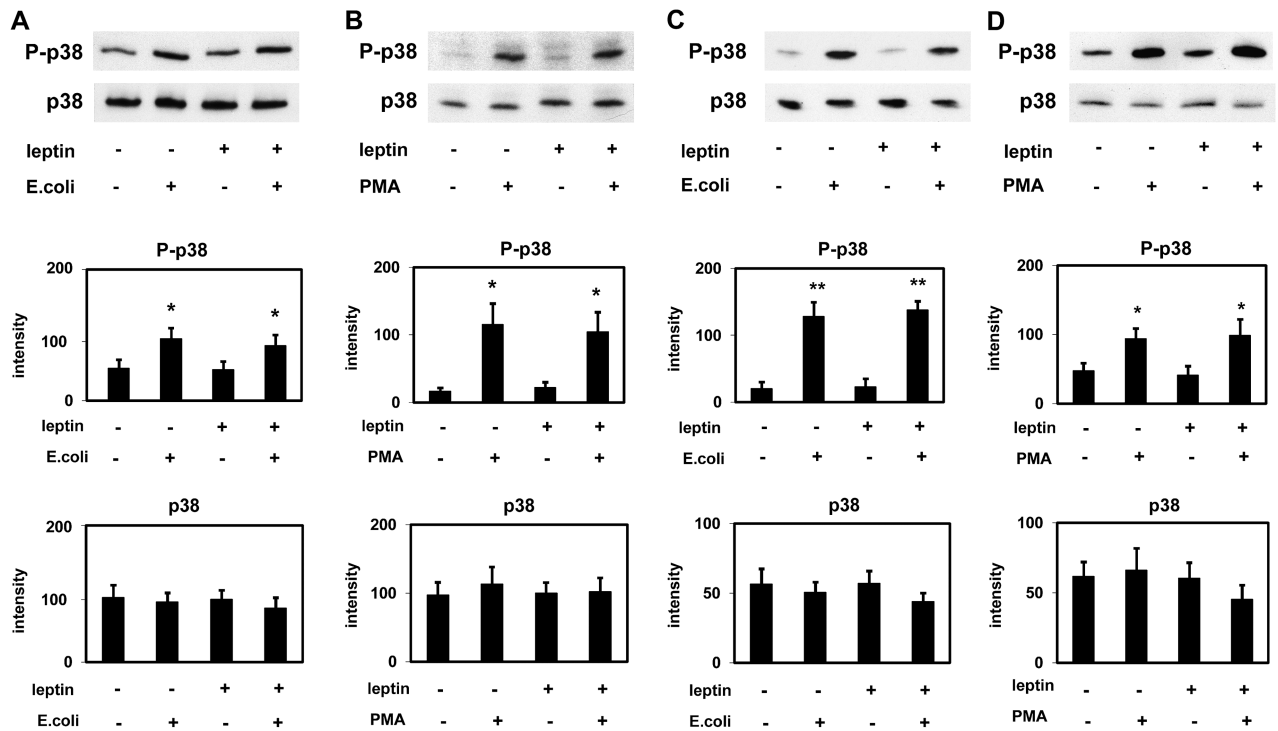 A B C D
P-p38 P-p38 P-p38 P-p38
p38 p38 p38 p38
leptin - - + + leptin - - + + leptin - - + + leptin - - + +
E.coli - + - + PMA - + - + E.coli - + - + PMA - + - +
P-p38 P-p38 P-p38 P-p38
200 200 200 200
* * * * ** ** * *
intensity intensity intensity intensity
100 100 100 100
0 0 0 0
leptin - - + + leptin - - + + leptin - - + + leptin - - + +
E.coli - + - + PMA - + - + E.coli - + - + PMA - + - +
p38 p38 p38 p38
200 200 100 100
intensity intensity intensity intensity
100 100 50 50
0 0 0 0
leptin - - + + leptin - - + + leptin - - + + leptin - - + +
E.coli - + - + PMA - + - + E.coli - + - + PMA - + - +